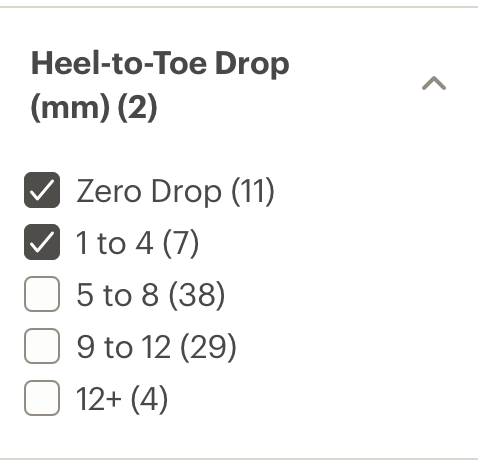 Heel-to-Toe Drop
(mm) (2)
Zero Drop (11)
1 to 4 (7)
5 to 8 (38)
9 to 12 (29)
12+ (4)